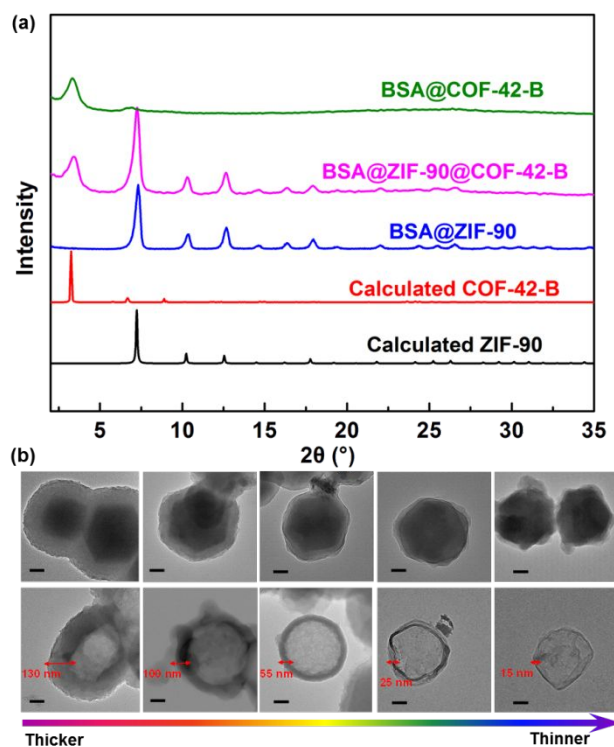 (a)
BSA@COF-42-B
BSA@ZIF-90@COF-42-B
BSA@ZIF-90
Calculated COF-42-B
Calculated ZIF-90
Intensity
5 10 15 20 25 30 35
2θ (°)
(b)
130 nm 100 nm 55 nm 25 nm 15 nm
Thicker Thinner